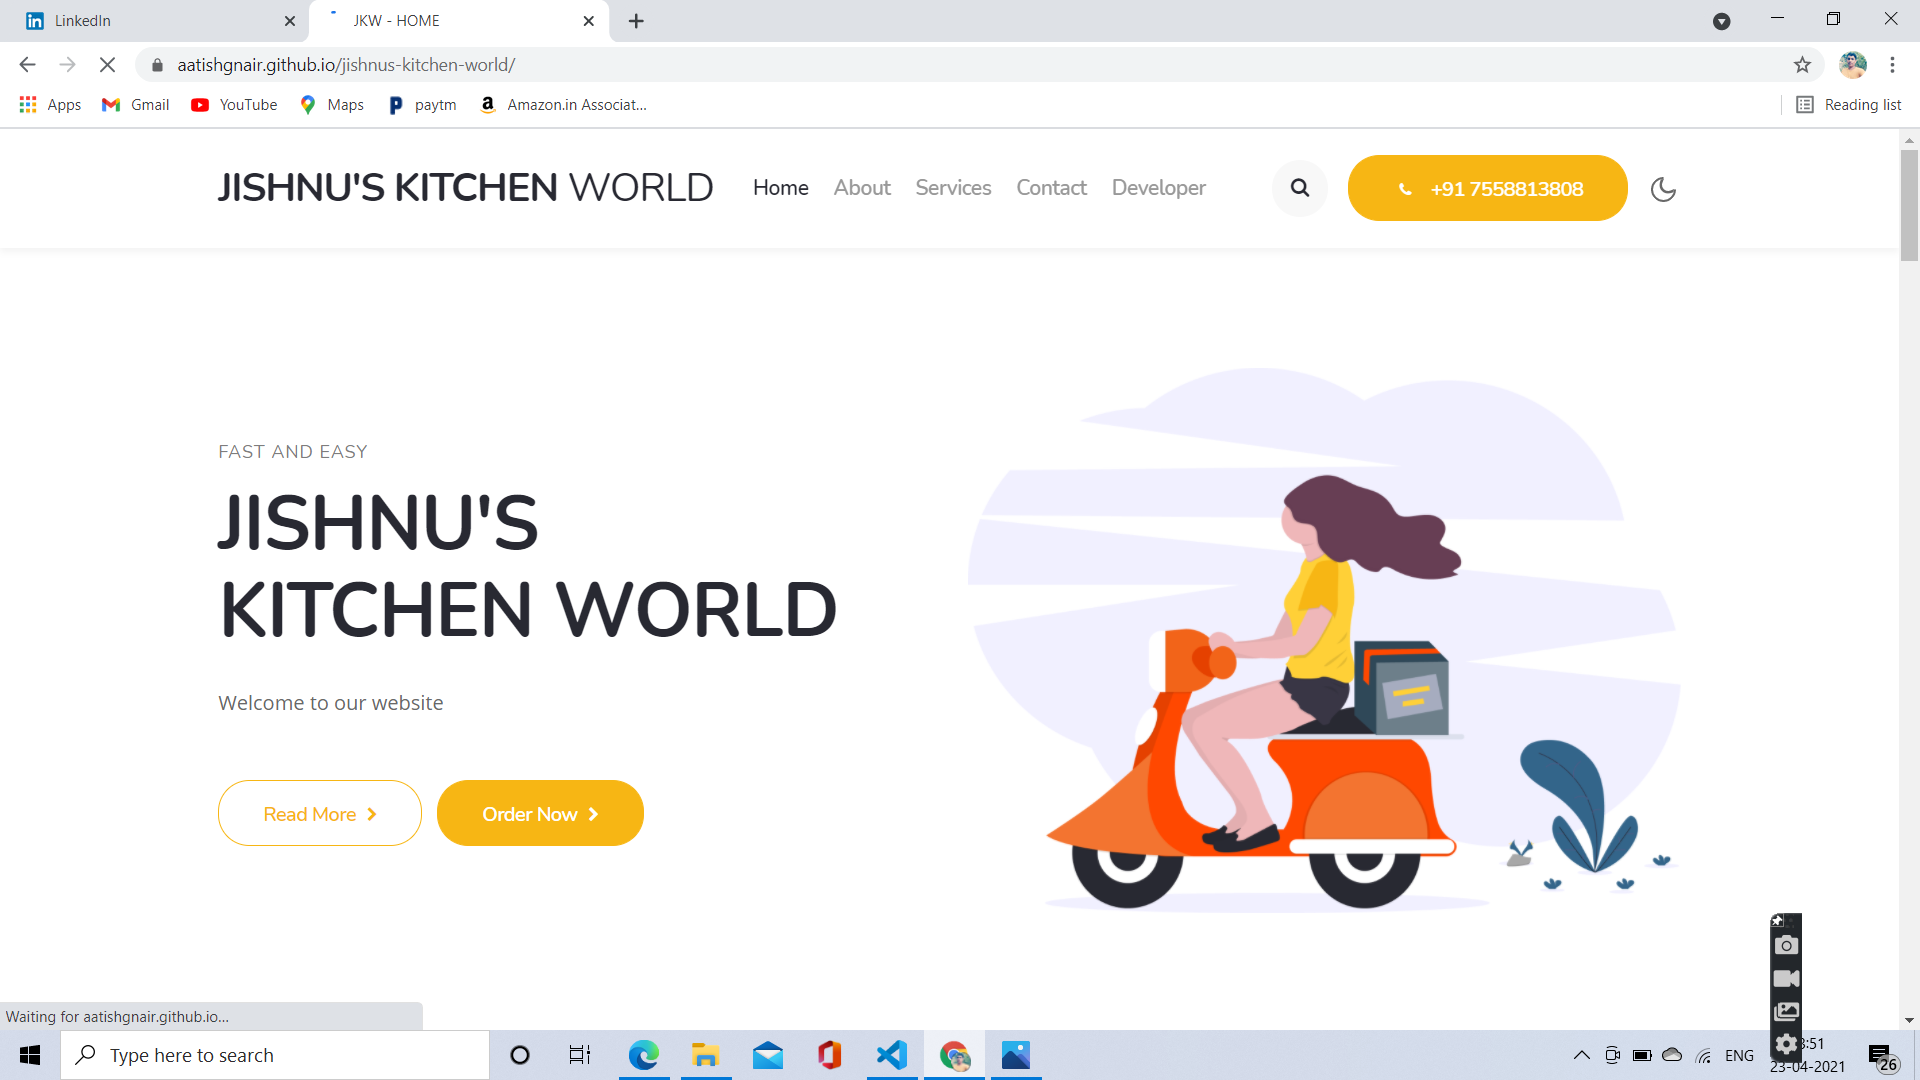 LinkedIn
JKW - HOME
aatishgnair.github.io/jishnus-kitchen-world/
Apps Gmail YouTube Maps paytm Amazon.in Associat... Reading list
JISHNU'S KITCHEN WORLD Home About Services Contact Developer +91 7558813808
FAST AND EASY
JISHNU'S
KITCHEN WORLD
Welcome to our website
Read More Order Now
Waiting for aatishgnair.github.io...
Type here to search
ENG
:51
23-04-2021
26